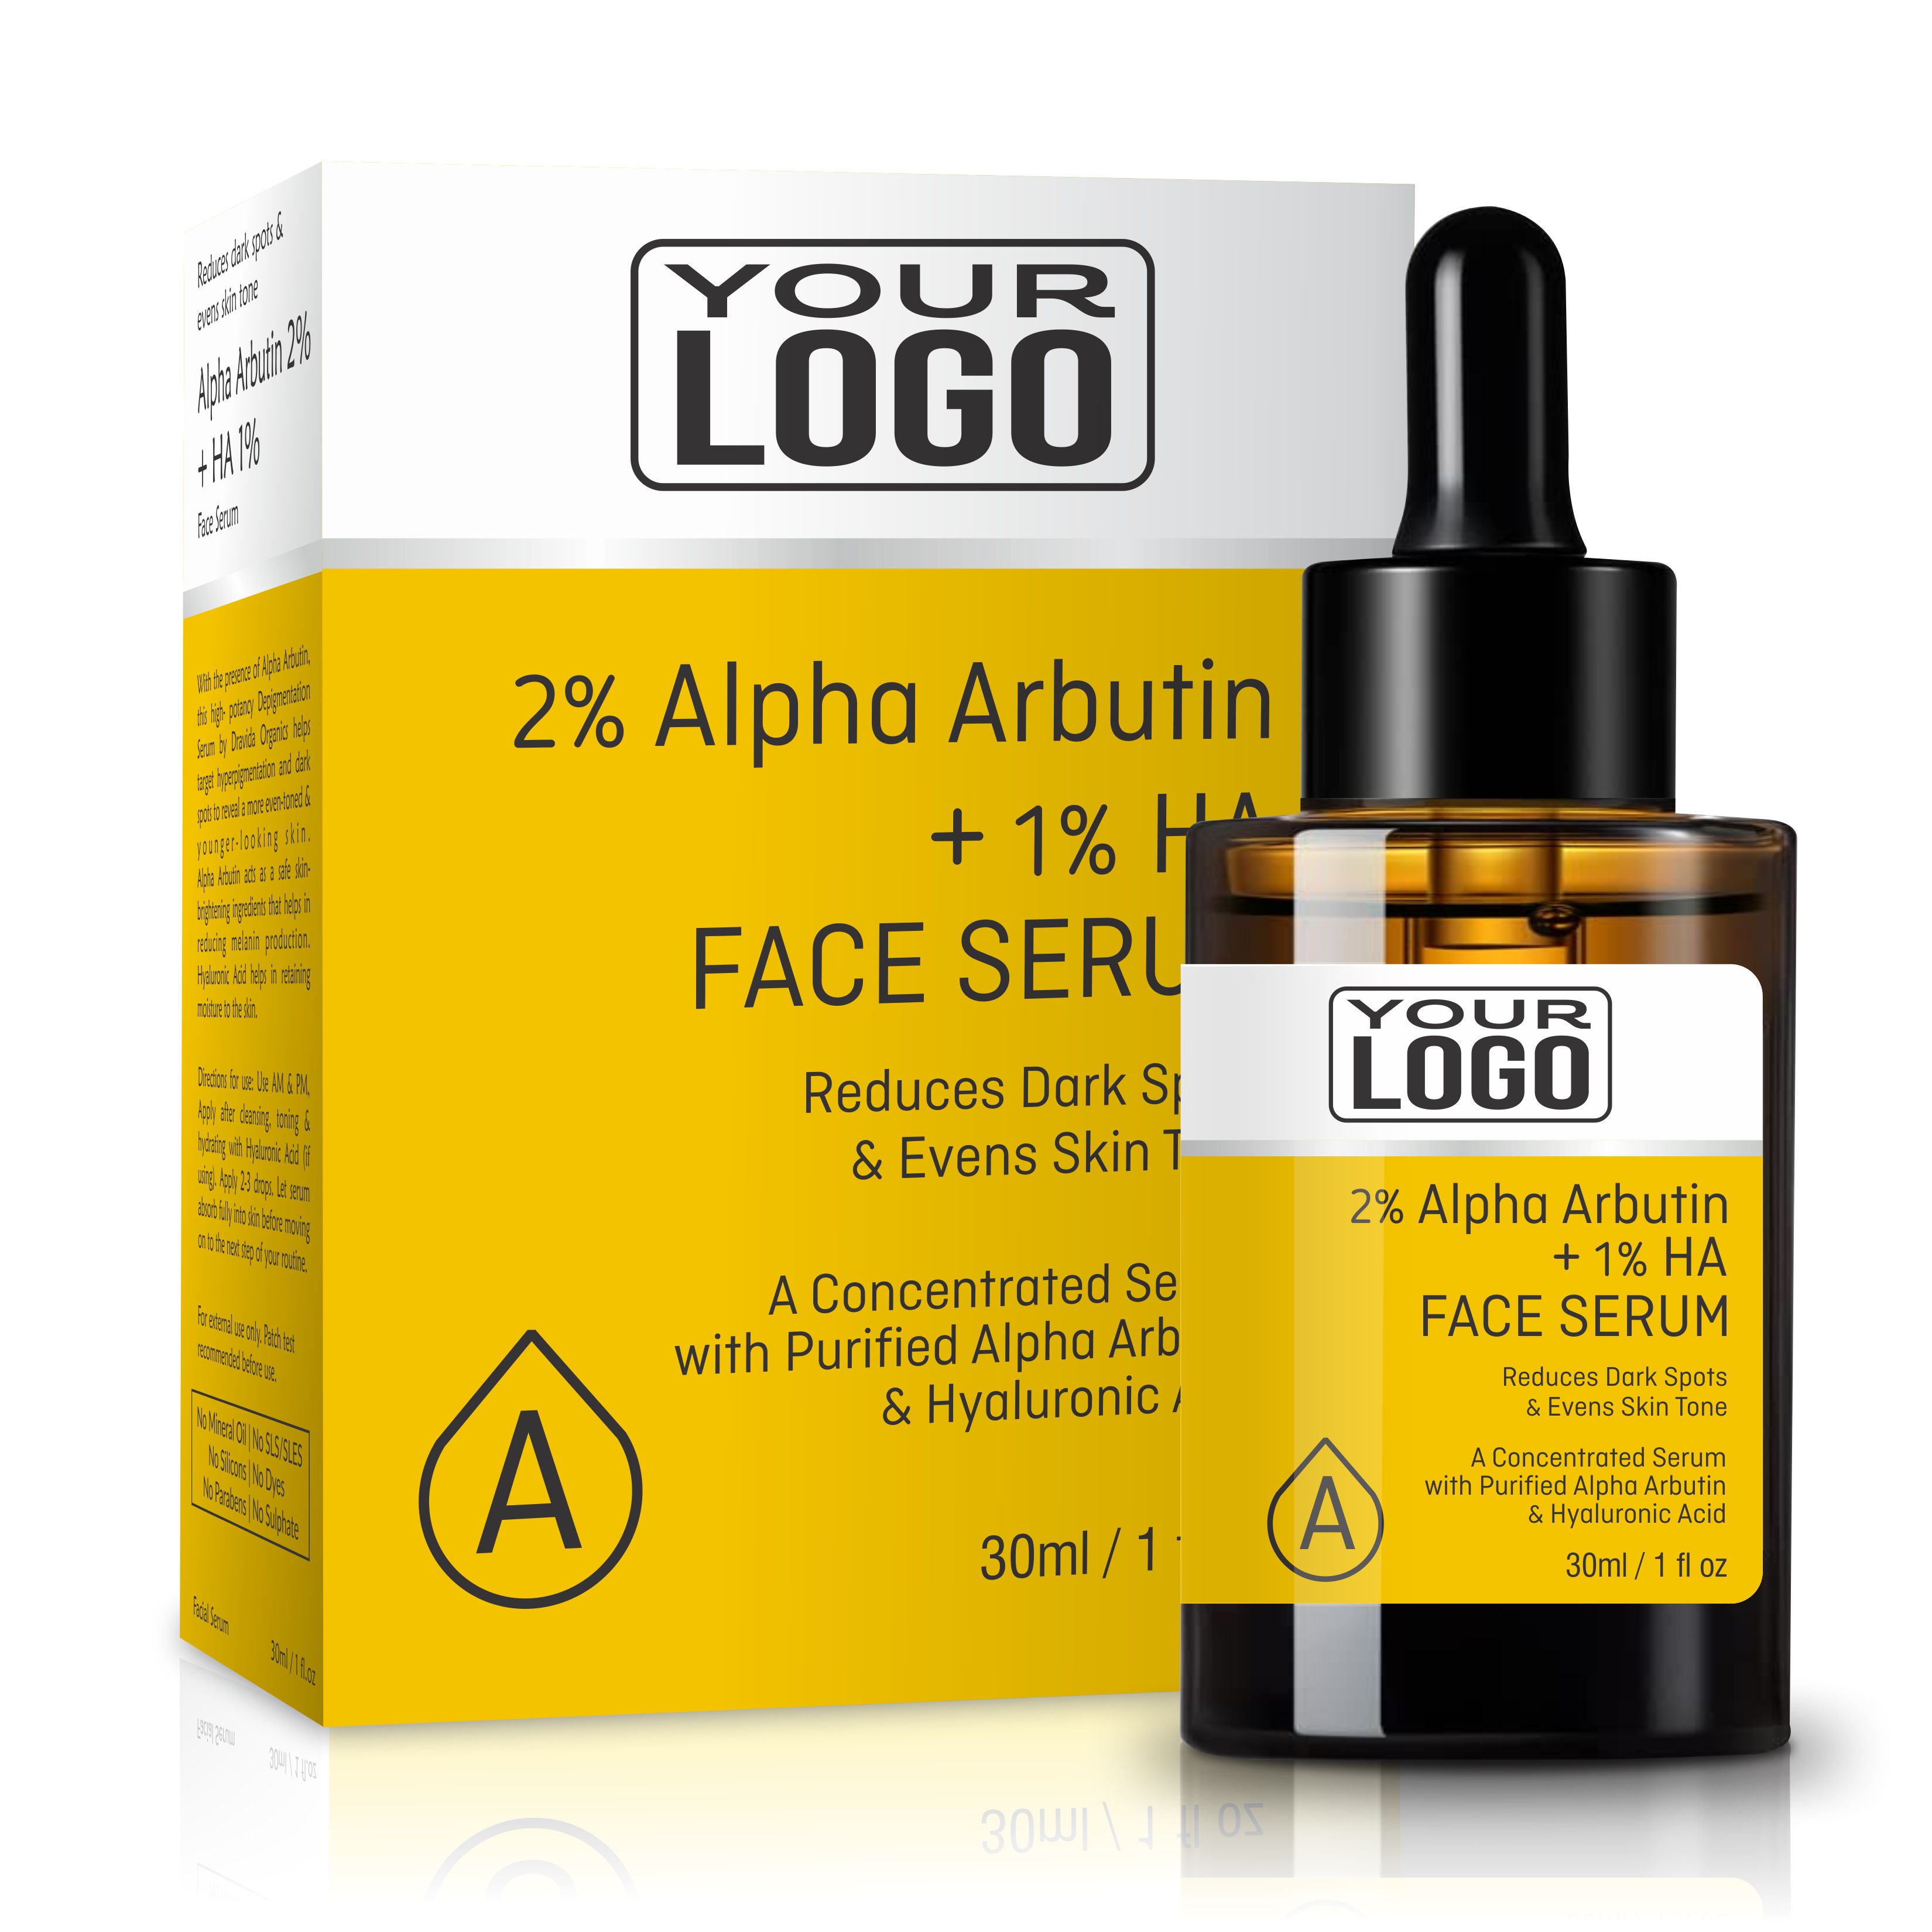 Reduces dark spots &
evens skin tone
Alpha Arbutin 2%
+ HA 1%
Face Serum
With the presence of Alpha Arbutin,
this high- potancy Depigmentation
Serum by Dravida Organics helps
target hyperpigmentation and dark
spots to reveal a more even-toned &
younger-looking skin.
Alpha Arbutin acts as a safe skin-
brightening ingredients that helps in
reducing melanin production.
Hyaluronic Acid helps in retaining
moisture to the skin.
Directions for use: Use AM & PM,
Apply after cleansing, toning &
hydrating with Hyaluronic Acid (if
using). Apply 2-3 drops. Let serum
absorb fully into skin before moving
on to the next step of your routine.
For external use only. Patch test
recommended before use.
No Mineral Oil | No SLS/SLES
No Silicons | No Dyes
No Parabens | No Sulphate
Facial Serum
30ml / 1 fl.oz
YOUR
LOGO
2% Alpha Arbutin
+ 1% HA
FACE SERU
Reduces Dark Sp
& Evens Skin T
A Concentrated Se
with Purified Alpha Arb
& Hyaluronic A
30ml / 1
A
YOUR
LOGO
2% Alpha Arbutin
+ 1% HA
FACE SERUM
Reduces Dark Spots
& Evens Skin Tone
A Concentrated Serum
with Purified Alpha Arbutin
& Hyaluronic Acid
30ml / 1 fl oz
A